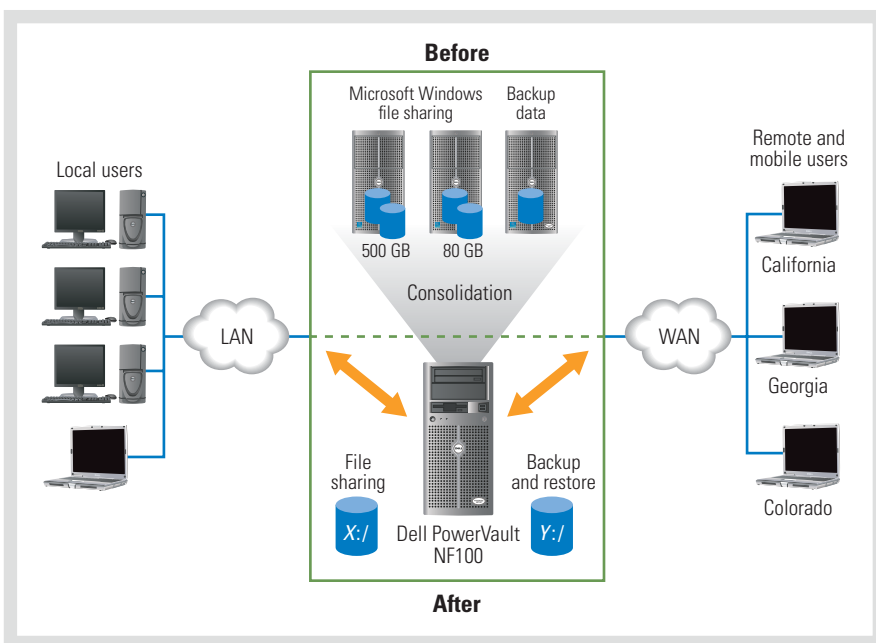 Before
Microsoft Windows
file sharing
Backup
data
500 GB
80 GB
Consolidation
Local users
LAN
WAN
Remote and
mobile users
California
Georgia
Colorado
File
sharing
X:/
Dell PowerVault
NF100
Backup
and restore
Y:/
After